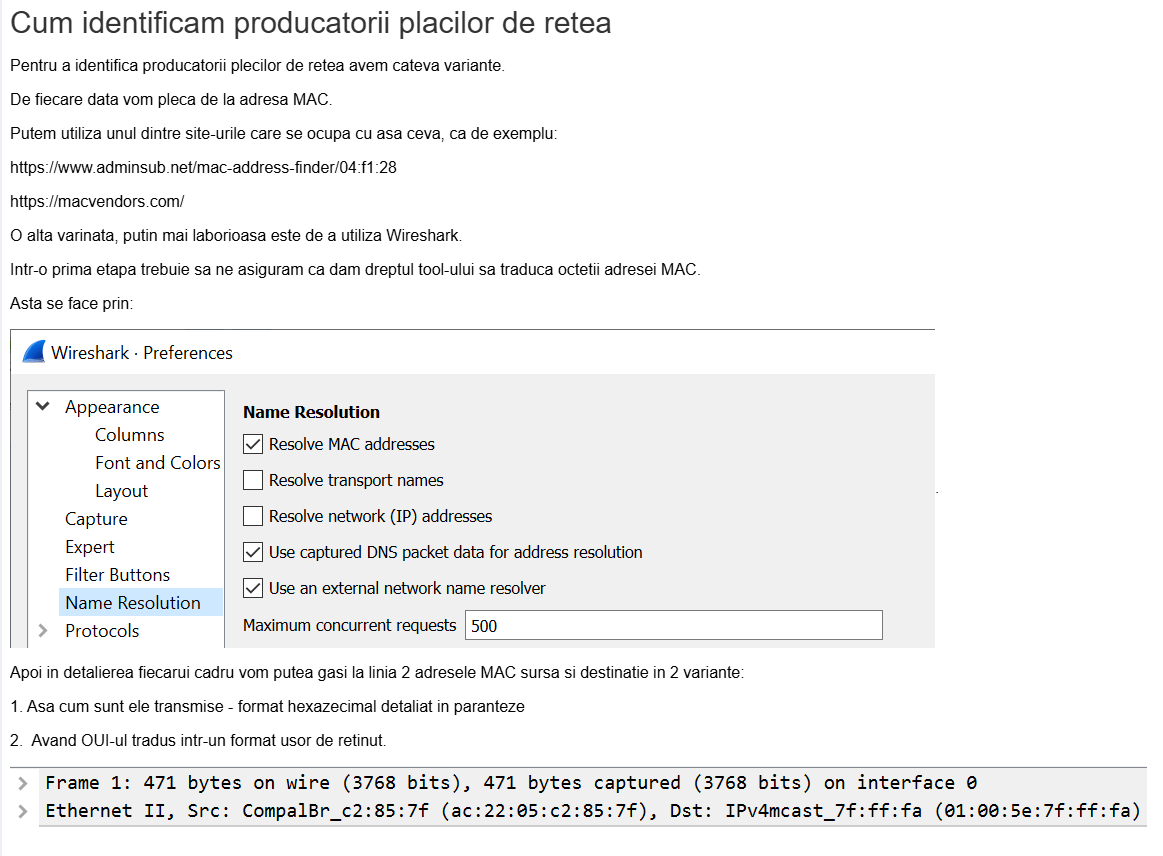 Cum identificam producatorii placilor de retea
Pentru a identifica producatorii plecilor de retea avem cateva variante.
De fiecare data vom pleca de la adresa MAC.
Putem utiliza unul dintre site-urile care se ocupa cu asa ceva, ca de exemplu:
https://www.adminsub.net/mac-address-finder/04:f1:28
https://macvendors.com/
O alta varinata, putin mai laborioasa este de a utiliza Wireshark.
Intr-o prima etapa trebuie sa ne asiguram ca dam dreptul tool-ului sa traduca octetii adresei MAC.
Asta se face prin:
Wireshark · Preferences
Appearance
Columns
Font and Colors
Layout
Capture
Expert
Filter Buttons
Name Resolution
Protocols
Name Resolution
Resolve MAC addresses
Resolve transport names
Resolve network (IP) addresses
Use captured DNS packet data for address resolution
Use an external network name resolver
Maximum concurrent requests 500
.
Apoi in detalierea fiecarui cadru vom putea gasi la linia 2 adresele MAC sursa si destinatie in 2 variante:
1. Asa cum sunt ele transmise - format hexazecimal detaliat in paranteze
2. Avand OUI-ul tradus intr-un format usor de retinut.
Frame 1: 471 bytes on wire (3768 bits), 471 bytes captured (3768 bits) on interface 0
Ethernet II, Src: CompalBr_c2:85:7f (ac:22:05:c2:85:7f), Dst: IPv4mcast_7f:ff:fa (01:00:5e:7f:ff:fa)